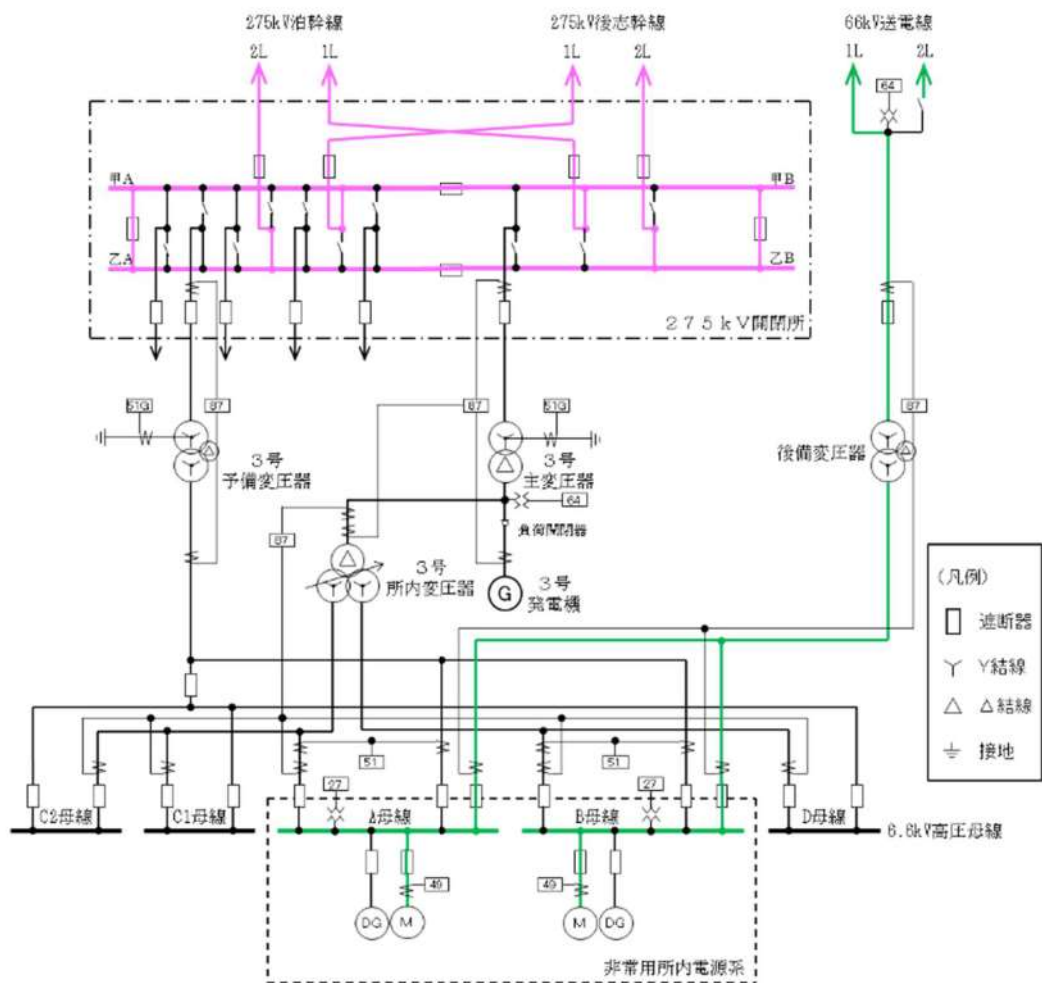 275kV泊幹線
275kV後志幹線
66kV送電線
2L
1L
1L
2L
1L
2L
64
甲A
甲B
乙A
乙B
275kV開閉所
51G
87
87
51G
87
3号
予備変圧器
3号
主変圧器
後備変圧器
64
負荷開閉器
87
3号
所内変圧器
G
3号
発電機
(凡例)
遮断器
Y結線
Δ結線
接地
51
51
27
27
C2母線
C1母線
A母線
B母線
D母線
6.6kV高圧母線
49
49
DG
M
M
DG
非常用所内電源系